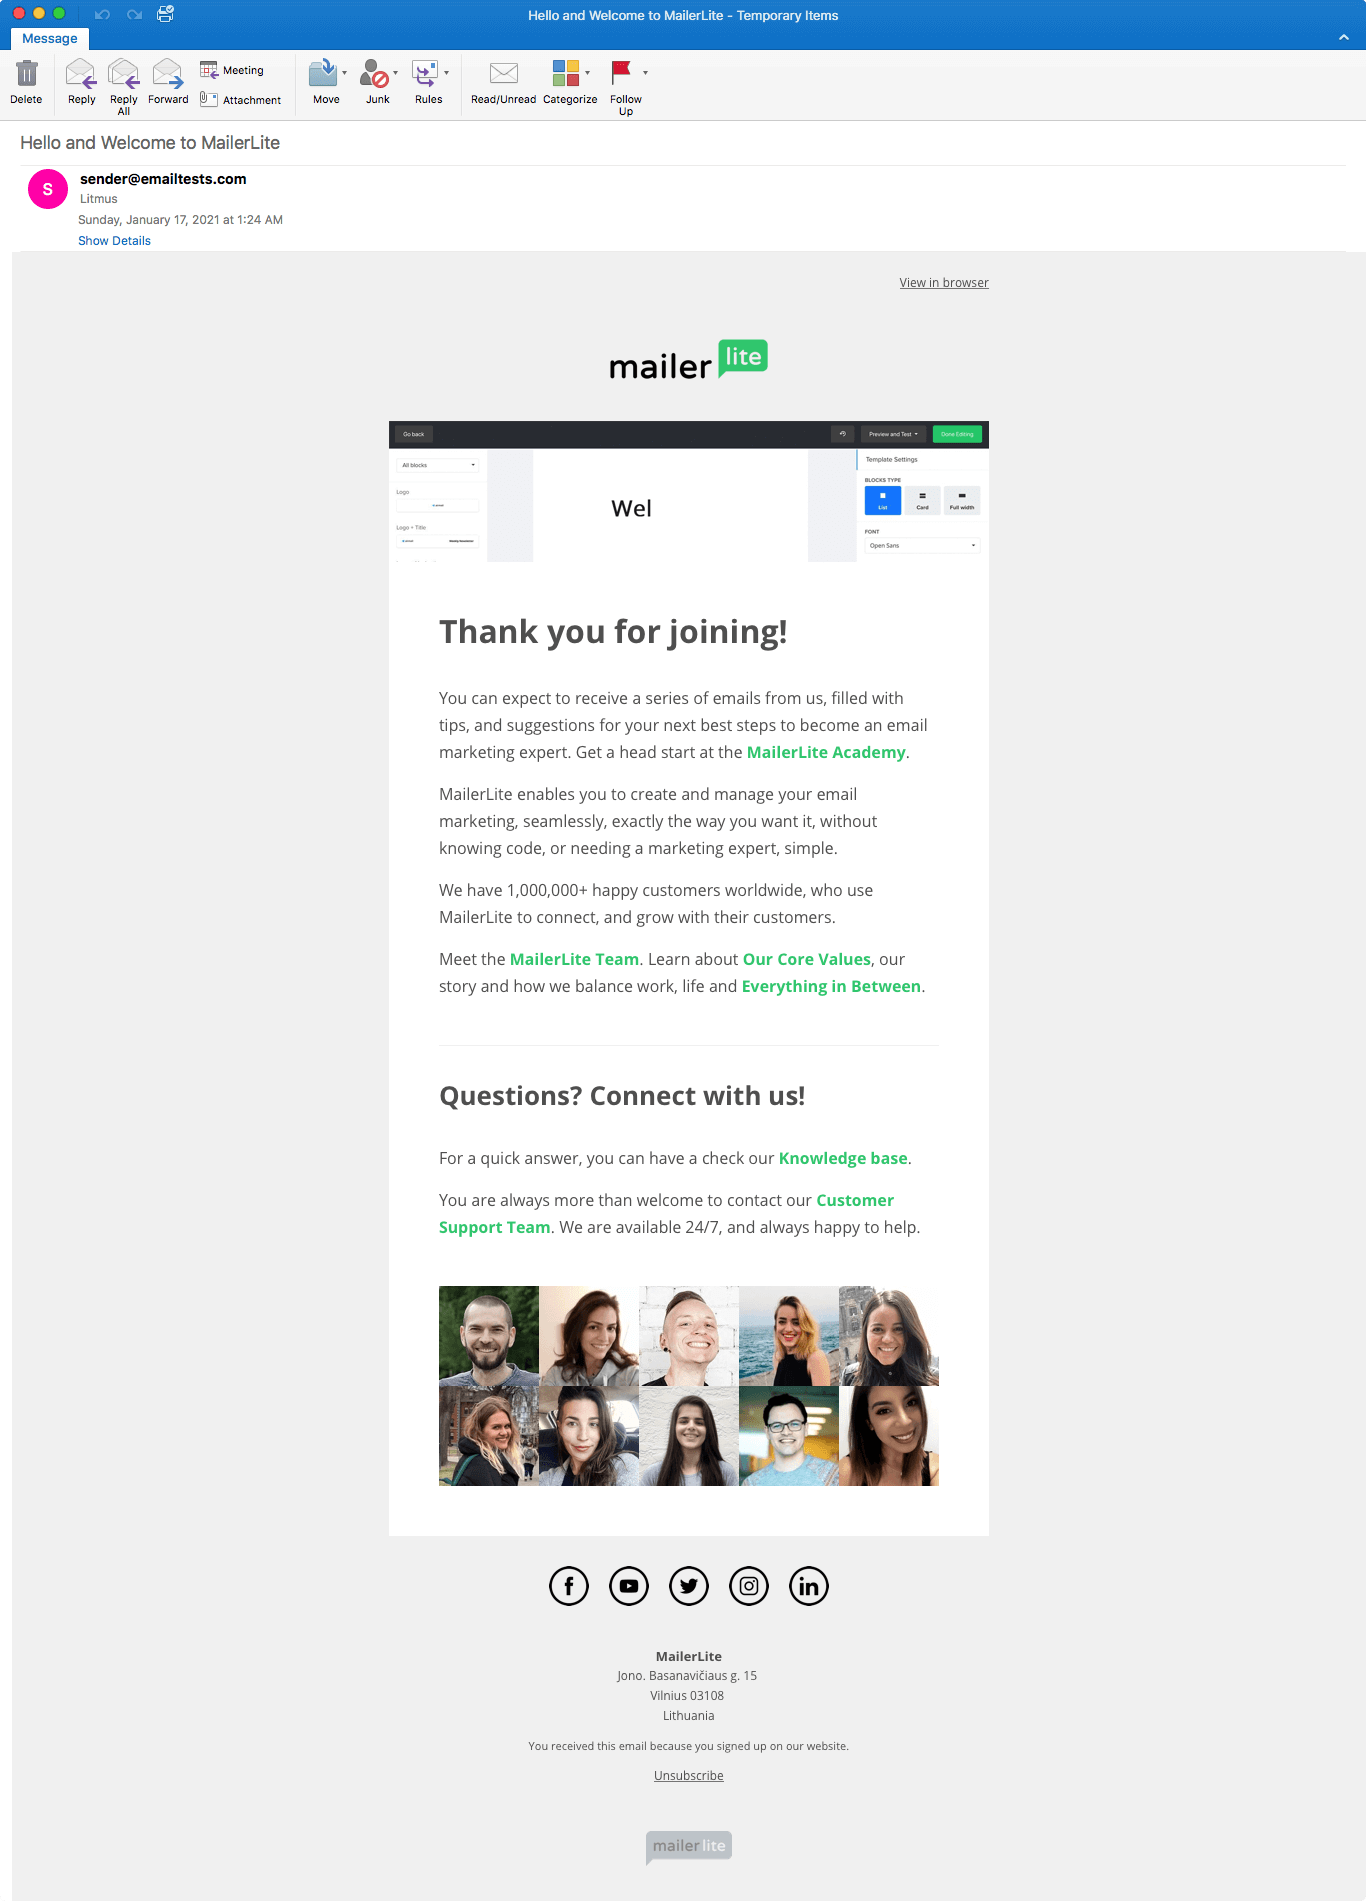 Hello and Welcome to MailerLite - Temporary Items
Message
Delete
Reply
Reply All
Forward
Meeting
Attachment
Move
Junk
Rules
Read/Unread
Categorize
Follow Up
Hello and Welcome to MailerLite
S
sender@emailtests.com
Litmus
Sunday, January 17, 2021 at 1:24 AM
Show Details
View in browser
mailer lite
Go back
Preview and Test
Done Editing
All blocks
Logo
Logo + Title
Wel
Template Settings
BLOCKS TYPE
List
Card
Full width
FONT
Open Sans
Thank you for joining!
You can expect to receive a series of emails from us, filled with
tips, and suggestions for your next best steps to become an email
marketing expert. Get a head start at the MailerLite Academy.
MailerLite enables you to create and manage your email
marketing, seamlessly, exactly the way you want it, without
knowing code, or needing a marketing expert, simple.
We have 1,000,000+ happy customers worldwide, who use
MailerLite to connect, and grow with their customers.
Meet the MailerLite Team. Learn about Our Core Values, our
story and how we balance work, life and Everything in Between.
Questions? Connect with us!
For a quick answer, you can have a check our Knowledge base.
You are always more than welcome to contact our Customer
Support Team. We are available 24/7, and always happy to help.
MailerLite
Jono. Basanavičiaus g. 15
Vilnius 03108
Lithuania
You received this email because you signed up on our website.
Unsubscribe
mailer lite